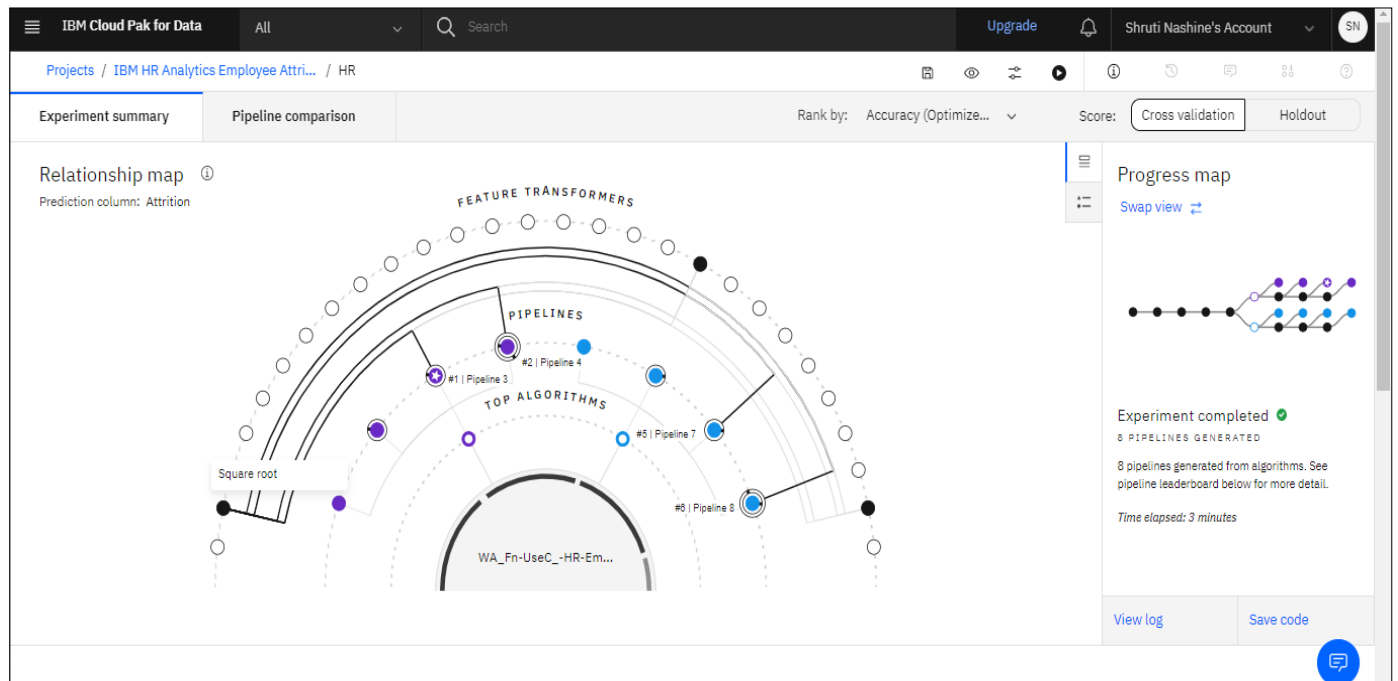 IBM Cloud Pak for Data
All
Search
Upgrade
Shruti Nashine's Account
SN
Projects / IBM HR Analytics Employee Attri... / HR
Experiment summary
Pipeline comparison
Rank by: Accuracy (Optimize...
Score: Cross validation Holdout
Relationship map
Prediction column: Attrition
FEATURE TRANSFORMERS
PIPELINES
#2 | Pipeline 4
#1 | Pipeline 3
TOP ALGORITHMS
#5 | Pipeline 7
Square root
#6 | Pipeline 8
WA_Fn-UseC_-HR-Em...
Progress map
Swap view
Experiment completed
8 PIPELINES GENERATED
8 pipelines generated from algorithms. See
pipeline leaderboard below for more detail.
Time elapsed: 3 minutes
View log
Save code